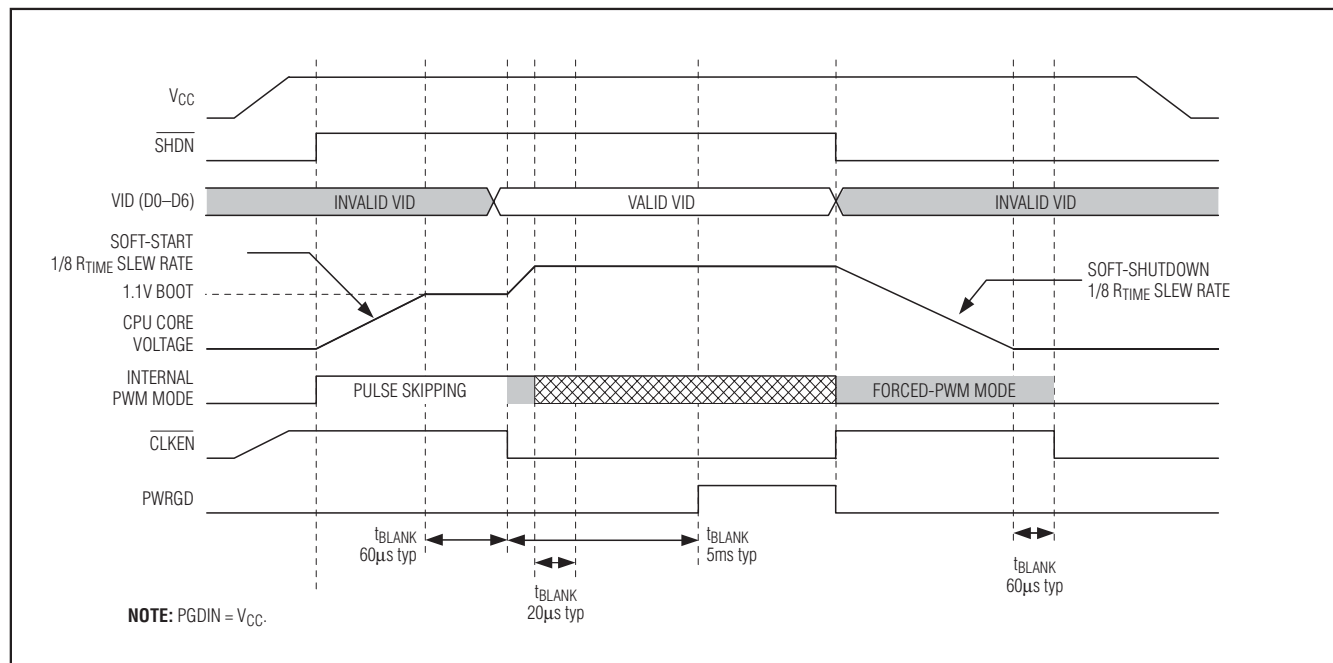 VCC
SHDN
VID (D0–D6)
INVALID VID
VALID VID
INVALID VID
SOFT-START
1/8 RTIME SLEW RATE
1.1V BOOT
CPU CORE
VOLTAGE
SOFT-SHUTDOWN
1/8 RTIME SLEW RATE
INTERNAL
PWM MODE
PULSE SKIPPING
FORCED-PWM MODE
CLKEN
PWRGD
tBLANK
60µs typ
tBLANK
20µs typ
tBLANK
5ms typ
tBLANK
60µs typ
NOTE: PGDIN = VCC.